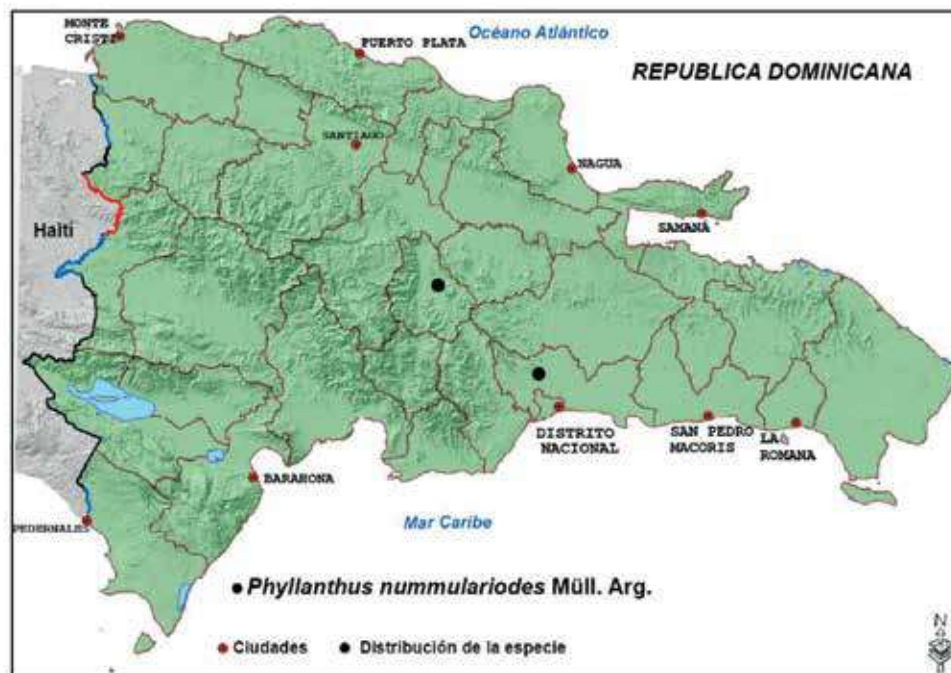 MONTE
CRISTI
PUERTO PLATA
Océano Atlántico
REPUBLICA DOMINICANA
SANTIAGO
NAGUA
SAMANÁ
Haití
DISTRITO
NACIONAL
SAN PEDRO
MACORIS
LA
ROMANA
BARAHONA
PEDERNALES
Mar Caribe
Phyllanthus nummulariodes Müll. Arg.
Ciudades
Distribución de la especie
N